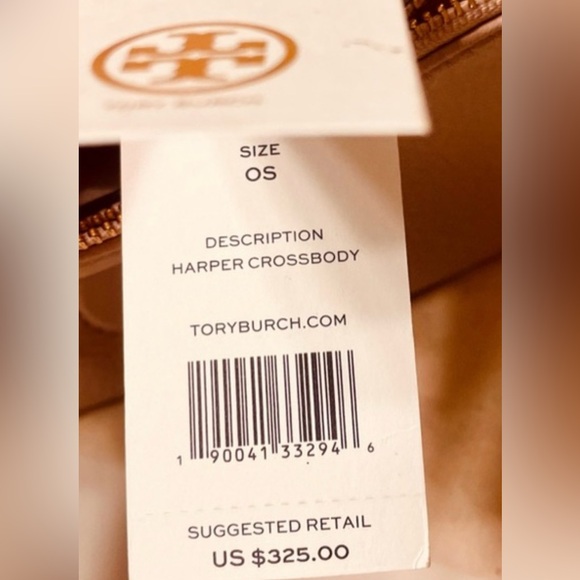 SIZE
OS
DESCRIPTION
HARPER CROSSBODY
TORYBURCH.COM
1 90041 33294 6
SUGGESTED RETAIL
US $325.00